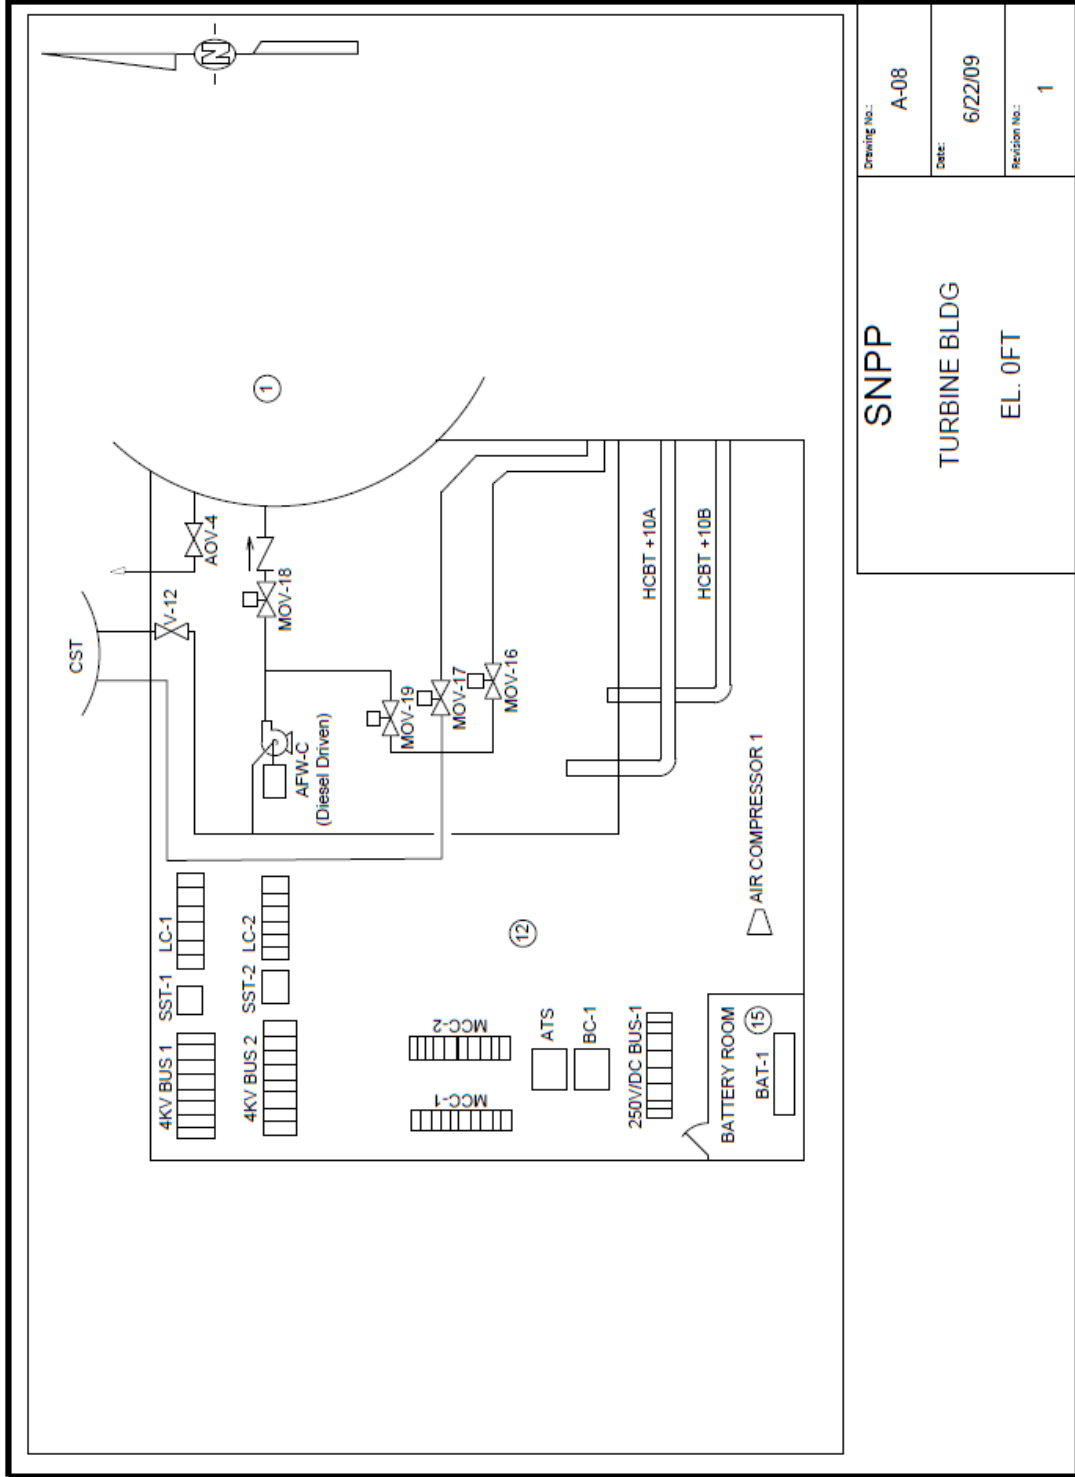 N
CST
V-12
AOV-4
1
MOV-18
AFW-C
(Diesel Driven)
MOV-19
MOV-17
MOV-16
4KV BUS 1
SST-1
LC-1
4KV BUS 2
SST-2
LC-2
12
MCC-1
MCC-2
ATS
BC-1
250V/DC BUS-1
HCBT +10A
HCBT +10B
AIR COMPRESSOR 1
BATTERY ROOM
15
BAT-1
SNPP
TURBINE BLDG
EL. 0FT
Drawing No.:
A-08
Date:
6/22/09
Revision No.:
1